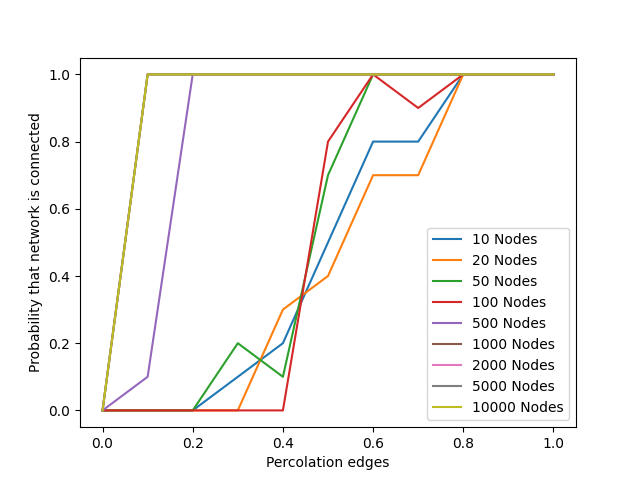 Probability that network is connected
1.0
0.8
0.6
0.4
0.2
0.0
10 Nodes
20 Nodes
50 Nodes
100 Nodes
500 Nodes
1000 Nodes
2000 Nodes
5000 Nodes
10000 Nodes
0.0 0.2 0.4 0.6 0.8 1.0
Percolation edges